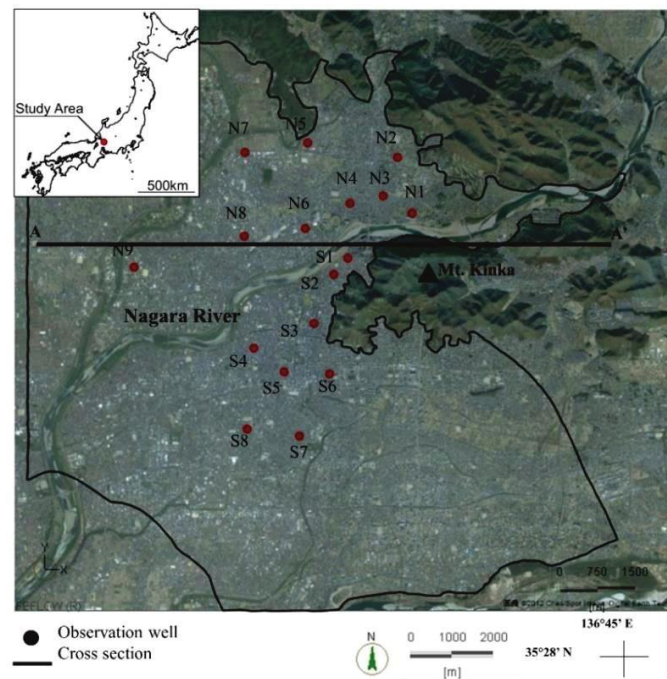 Study Area
500km
N7
N5
N2
N4
N3
N1
N8
N6
A
A'
N9
S1
S2
Mt. Kinka
Nagara River
S3
S4
S5
S6
S8
S7
Y
X
0 750 1500
FEFLOW (R)
[m]
136°45' E
Observation well
Cross section
N
0 1000 2000
[m]
35°28' N